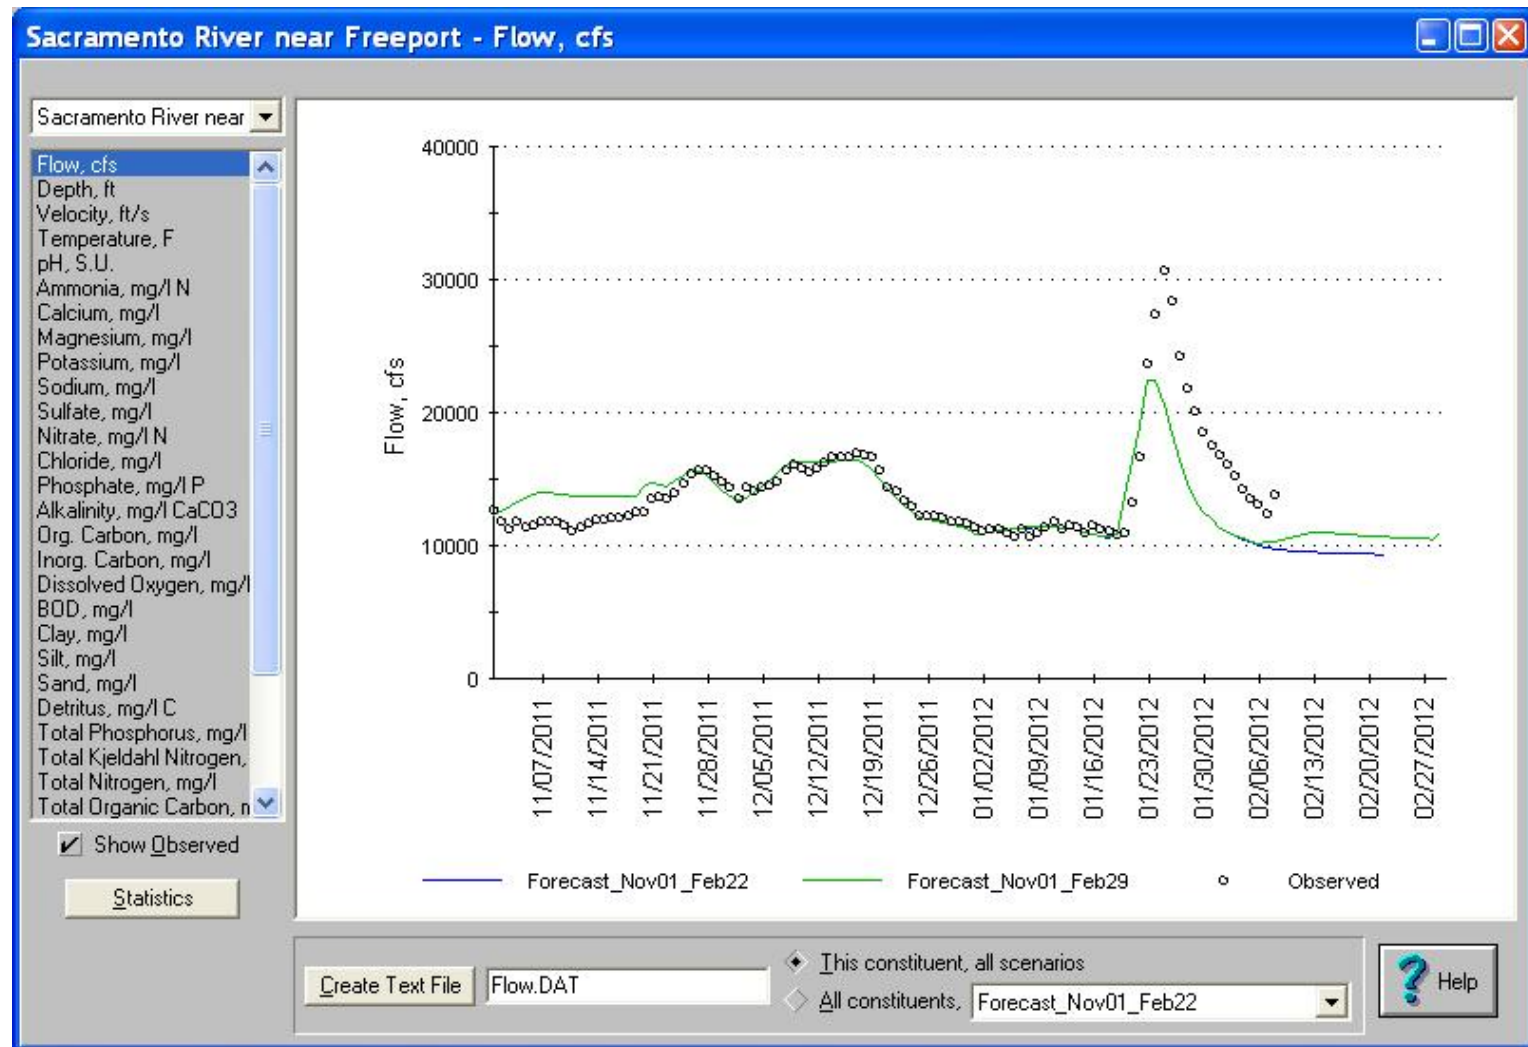 Sacramento River near Freeport - Flow, cfs
Sacramento River near
Flow, cfs
Depth, ft
Velocity, ft/s
Temperature, F
pH, S.U.
Ammonia, mg/l N
Calcium, mg/l
Magnesium, mg/l
Potassium, mg/l
Sodium, mg/l
Sulfate, mg/l
Nitrate, mg/l N
Chloride, mg/l
Phosphate, mg/l P
Alkalinity, mg/l CaCO3
Org. Carbon, mg/l
Inorg. Carbon, mg/l
Dissolved Oxygen, mg/l
BOD, mg/l
Clay, mg/l
Silt, mg/l
Sand, mg/l
Detritus, mg/l C
Total Phosphorus, mg/l
Total Kjeldahl Nitrogen,
Total Nitrogen, mg/l
Total Organic Carbon, m
Show Observed
Statistics
Flow, cfs
40000
30000
20000
10000
0
11/07/2011
11/14/2011
11/21/2011
11/28/2011
12/05/2011
12/12/2011
12/19/2011
12/26/2011
01/02/2012
01/09/2012
01/16/2012
01/23/2012
01/30/2012
02/06/2012
02/13/2012
02/20/2012
02/27/2012
Forecast_Nov01_Feb22
Forecast_Nov01_Feb29
Observed
Create Text File
Flow.DAT
This constituent, all scenarios
All constituents,
Forecast_Nov01_Feb22
? Help